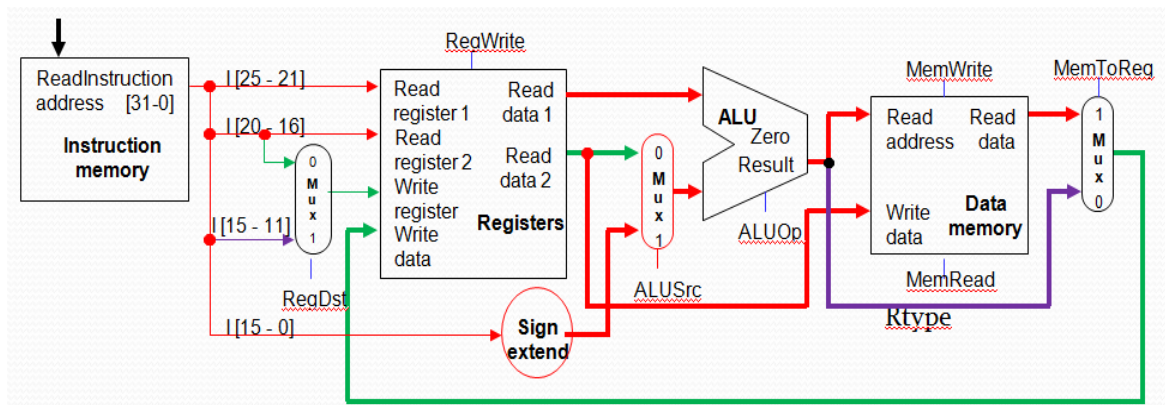 ReadInstruction
address [31-0]
Instruction
memory
I [25 - 21]
I [20 - 16]
I [15 - 11]
I [15 - 0]
0
M
u
x
1
RegDst
RegWrite
Read
register 1
Read
register 2
Write
register
Write
data
Read
data 1
Read
data 2
Registers
Sign
extend
0
M
u
x
1
ALUSrc
ALU
Zero
Result
ALUOp
MemWrite
Read
address
Read
data
Write
data
Data
memory
MemRead
Rtype
MemToReg
1
M
u
x
0